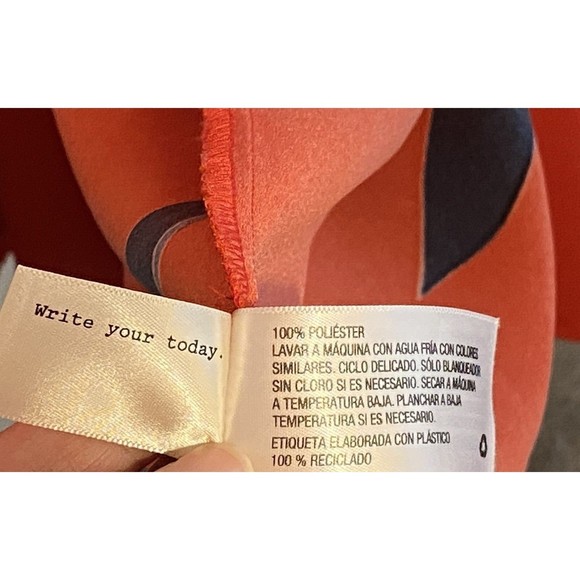 Write your today.
100% POLIÉSTER
LAVAR A MÁQUINA CON AGUA FRÍA CON COLORES
SIMILARES. CICLO DELICADO. SÓLO BLANQUEADOR
SIN CLORO SI ES NECESARIO. SECAR A MÁQUINA
A TEMPERATURA BAJA. PLANCHAR A BAJA
TEMPERATURA SI ES NECESARIO.
ETIQUETA ELABORADA CON PLÁSTICO
100 % RECICLADO